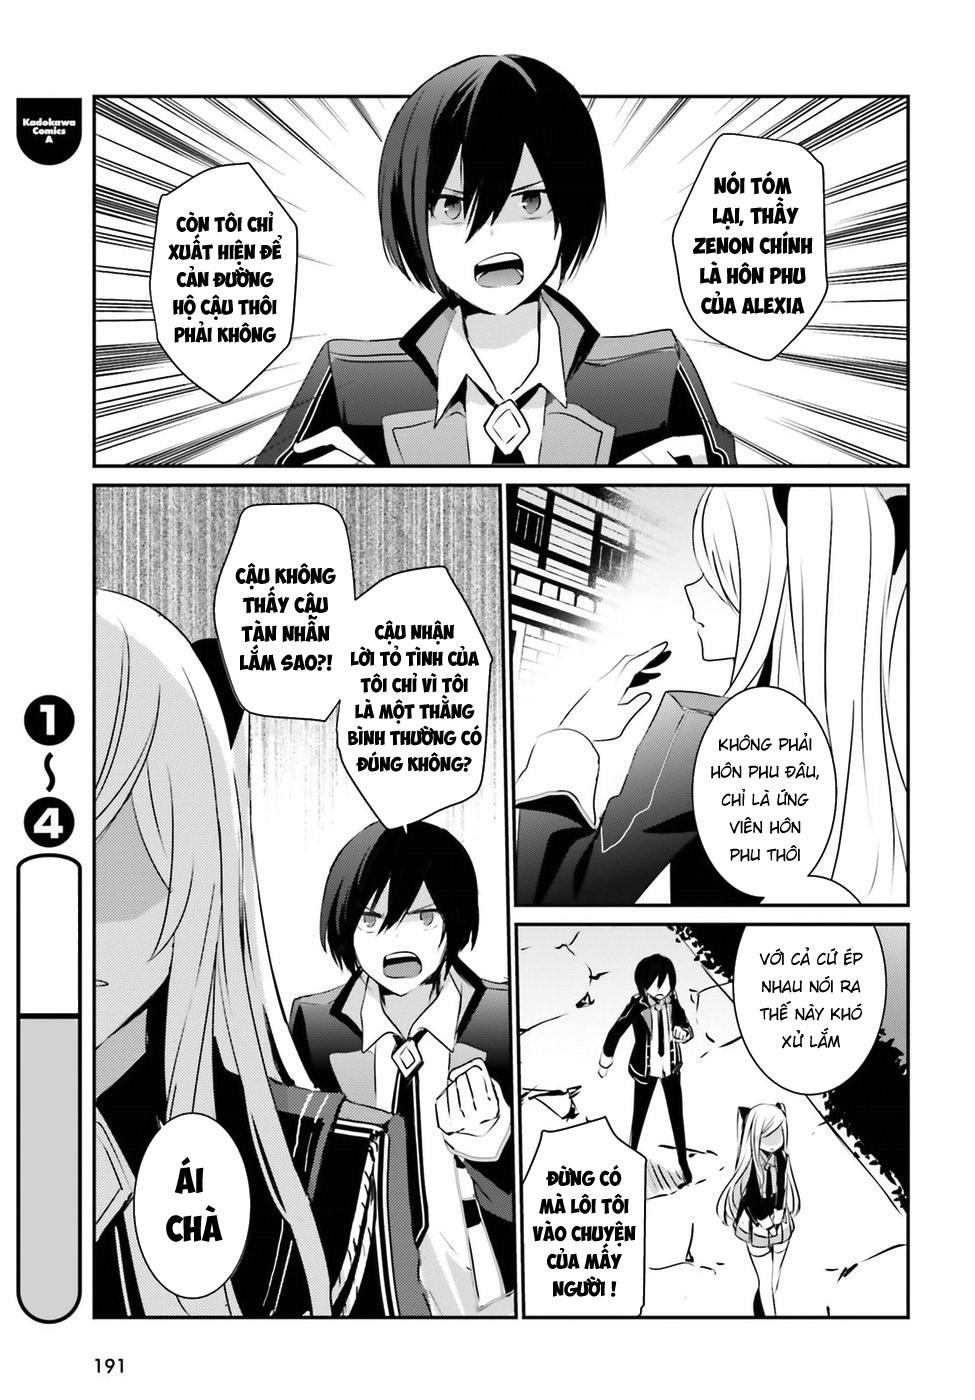 Kadokawa
Comics
A
NÓI TÓM
LẠI, THẦY
ZENON CHÍNH
LÀ HÔN PHU
CỦA ALEXIA
CÒN TÔI CHỈ
XUẤT HIỆN ĐỂ
CẢN ĐƯỜNG
HỘ CẬU THÔI
PHẢI KHÔNG
KHÔNG PHẢI
HÔN PHU ĐÂU,
CHỈ LÀ ỨNG
VIÊN HÔN
PHU THÔI
CẬU KHÔNG
THẤY CẬU
TÀN NHẪN
LẮM SAO?!
CẬU NHẬN
LỜI TỎ TÌNH CỦA
TÔI CHỈ VÌ TÔI
LÀ MỘT THẰNG
BÌNH THƯỜNG CÓ
ĐÚNG KHÔNG?
ÁI
CHÀ
VỚI CẢ CỨ ÉP
NHAU NÓI RA
THẾ NÀY KHÓ
XỬ LẮM
ĐỪNG CÓ
MÀ LÔI TÔI
VÀO CHUYỆN
CỦA MẤY
NGƯỜI !
1
~
4
191